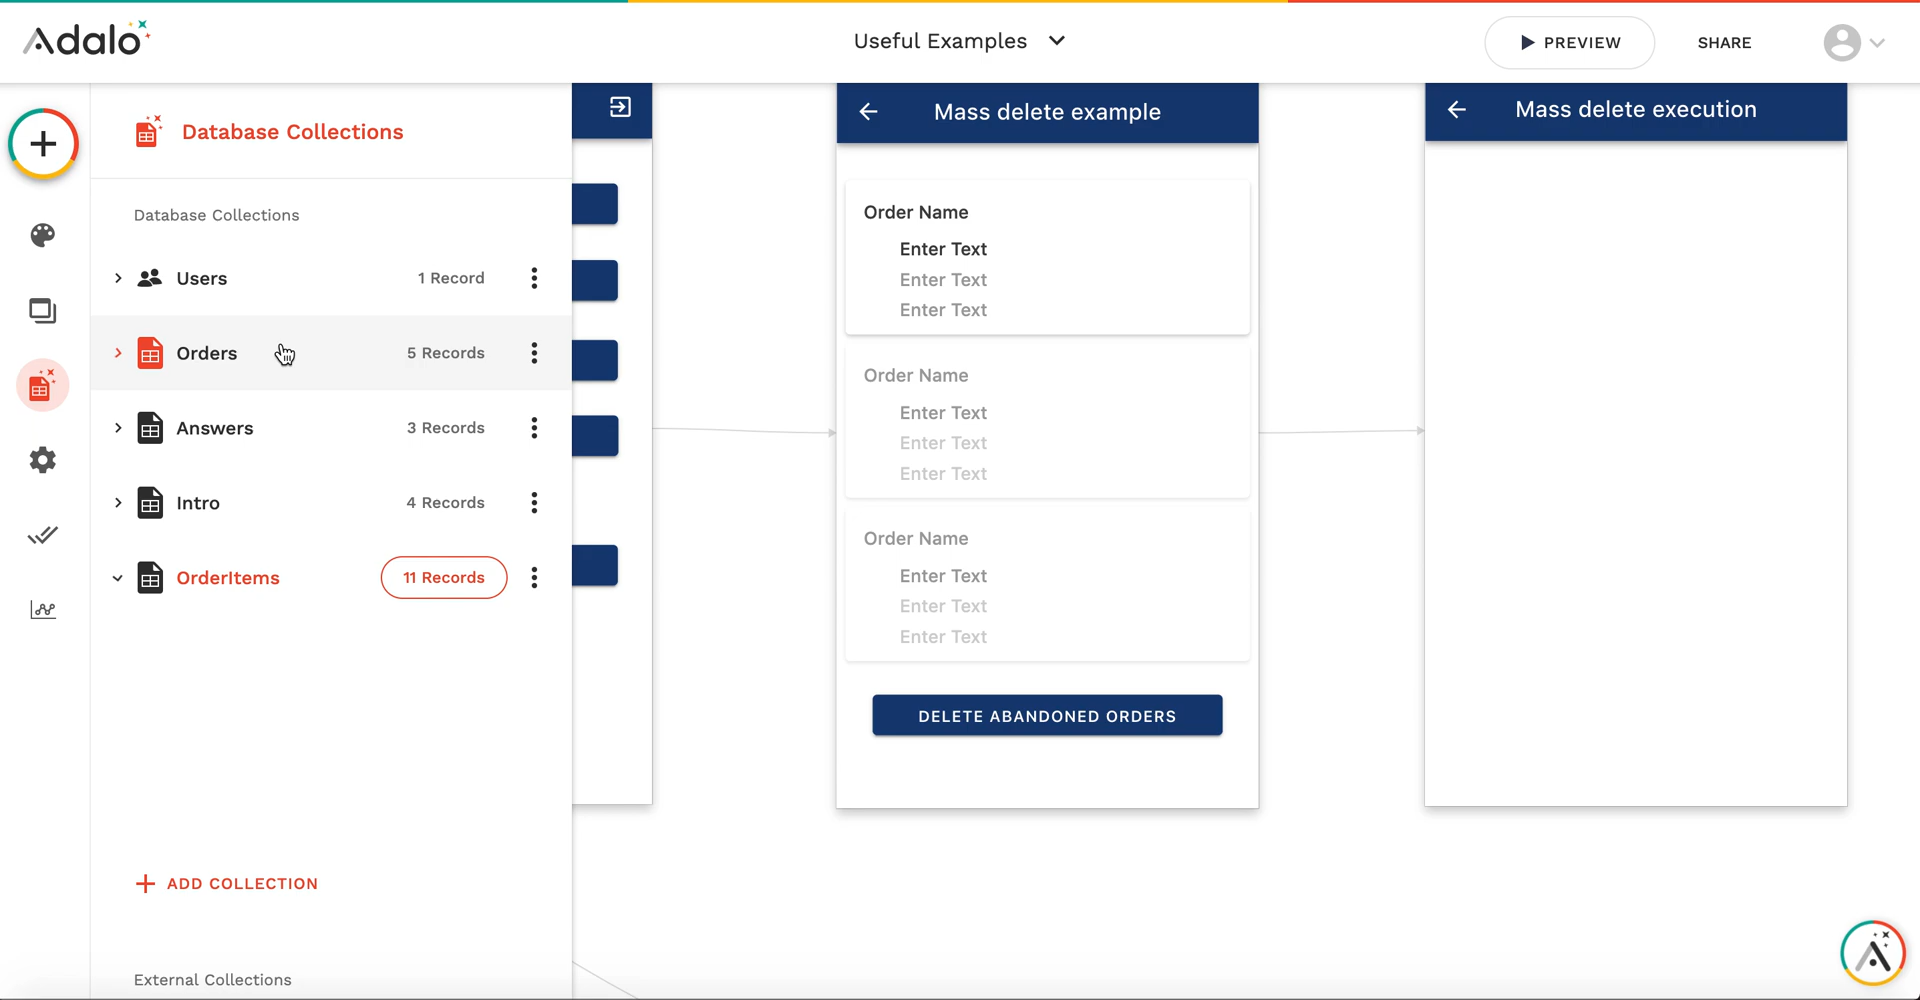 Adalo
Useful Examples
PREVIEW
SHARE
Database Collections
Database Collections
Users
1 Record
Orders
5 Records
Answers
3 Records
Intro
4 Records
OrderItems
11 Records
ADD COLLECTION
External Collections
Mass delete example
Order Name
Enter Text
Enter Text
Enter Text
Order Name
Enter Text
Enter Text
Enter Text
Order Name
Enter Text
Enter Text
Enter Text
DELETE ABANDONED ORDERS
Mass delete execution